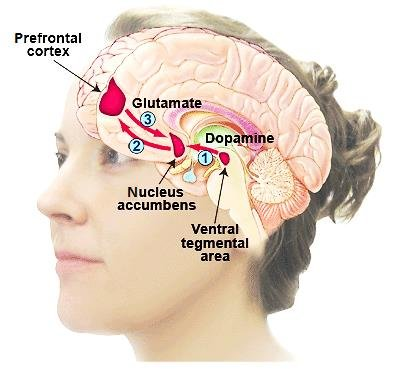 Prefrontal
cortex
Glutamate
3
Dopamine
2
1
Nucleus
accumbens
Ventral
tegmental
area